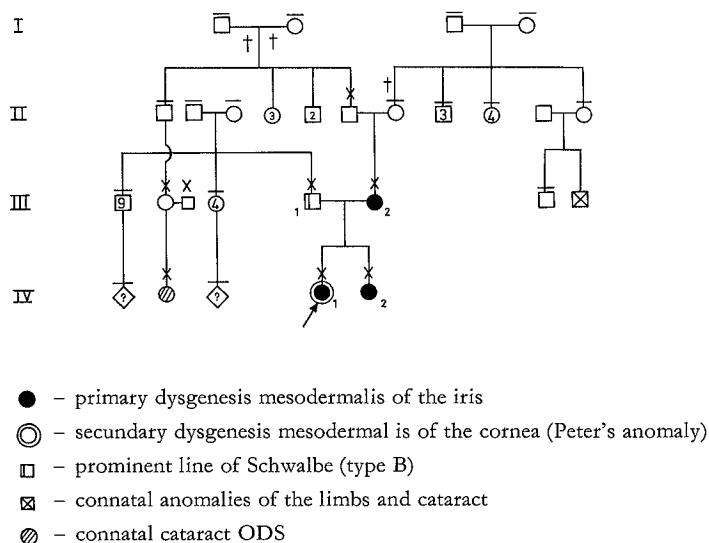 I
II
3
2
3
4
III
9
4
1
2
IV
?
?
1
2
– primary dysgenesis mesodermalis of the iris
– secundary dysgenesis mesodermal is of the cornea (Peter's anomaly)
– prominent line of Schwalbe (type B)
– connatal anomalies of the limbs and cataract
– connatal cataract ODS